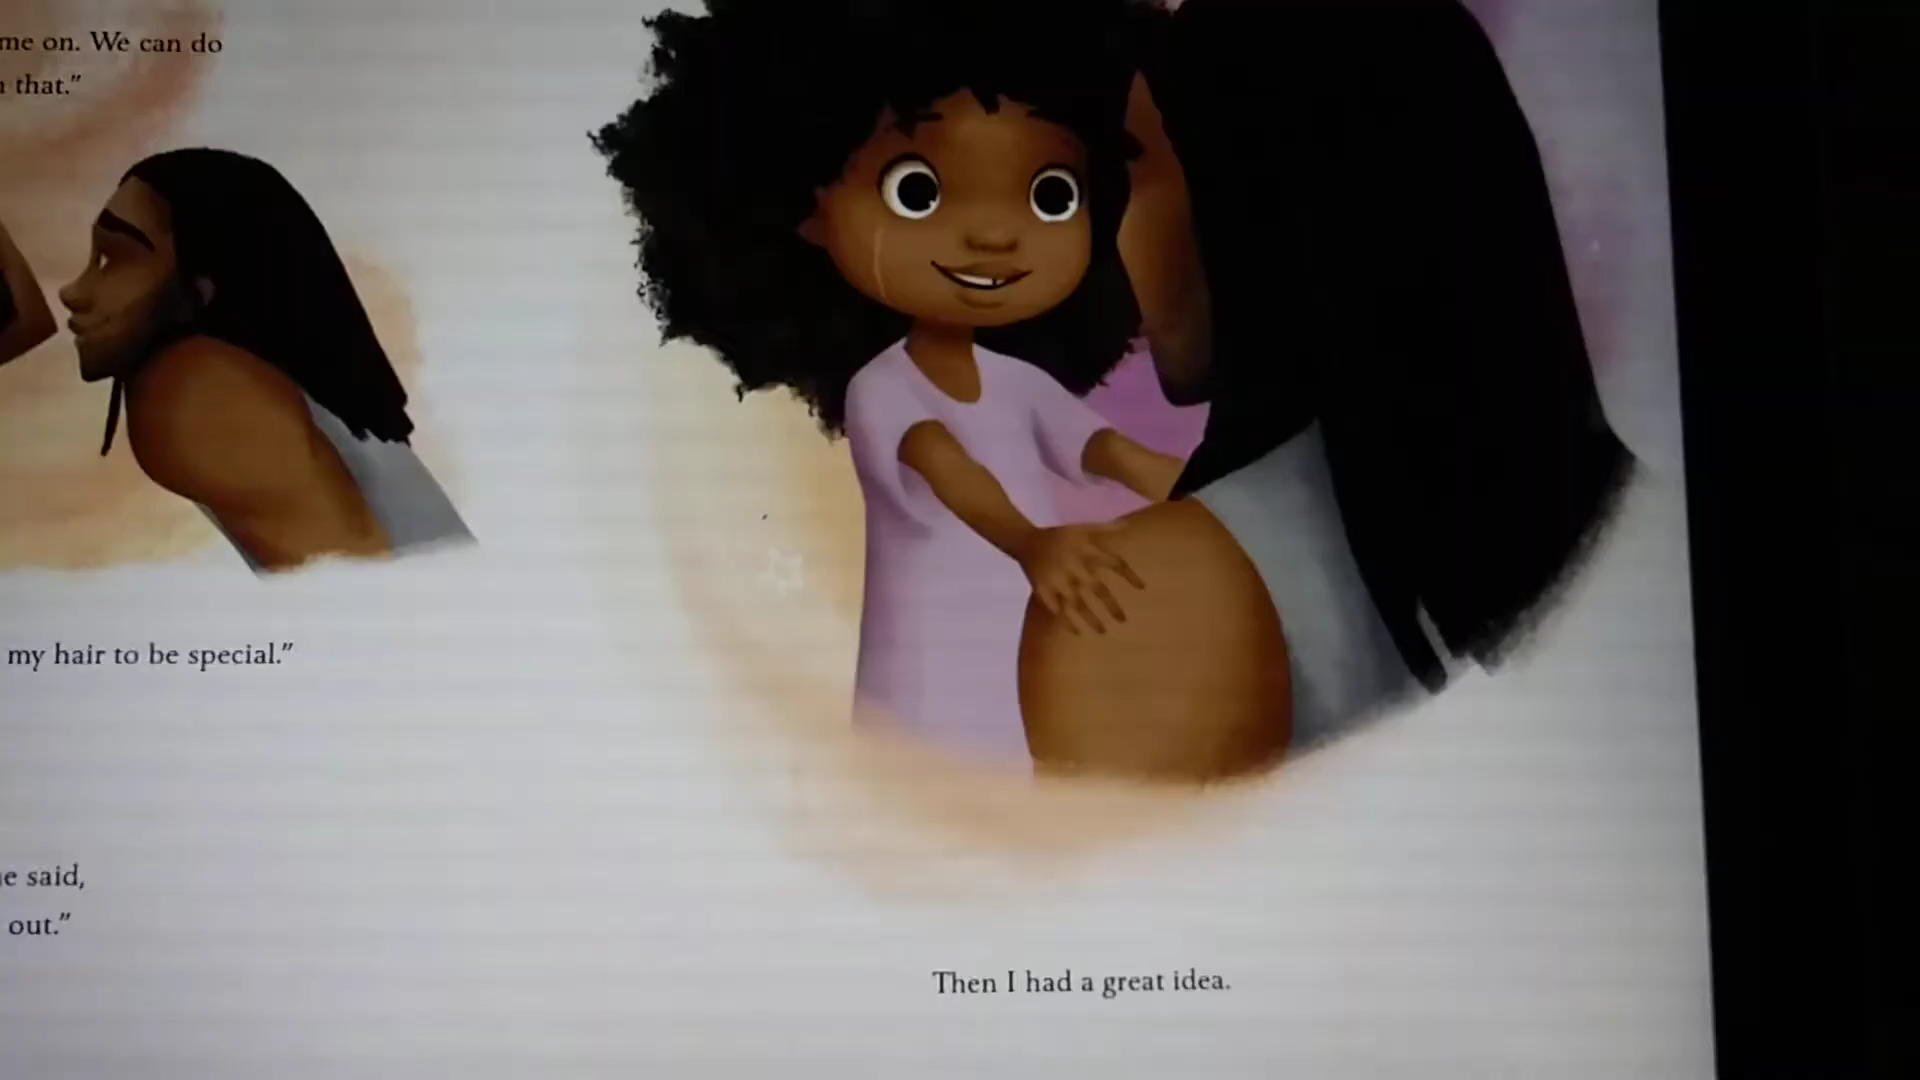 me on. We can do
that.”
my hair to be special.”
said,
out.”
Then I had a great idea.